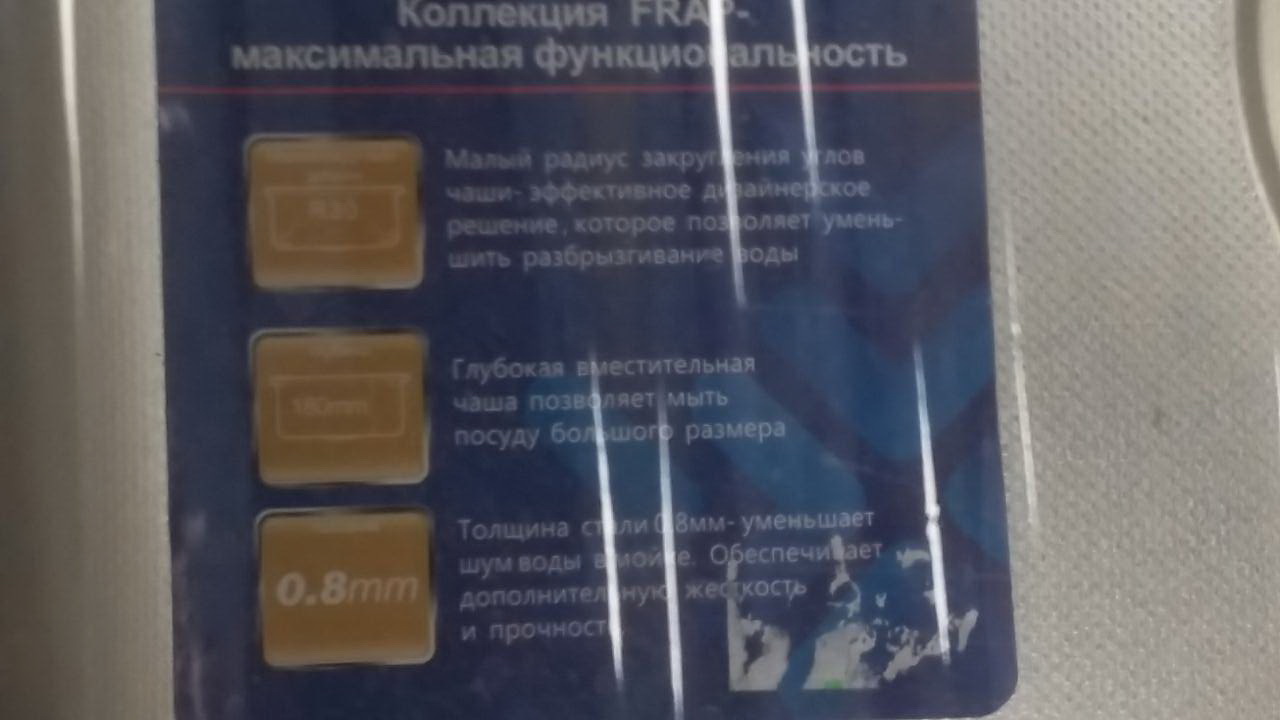 Коллекция FRAP-
максимальная функциональность
Малый радиус закругления углов
чаши- эффективное дизайнерское
решение, которое позволяет умень-
шить разбрызгивание воды
180mm
Глубокая вместительная
чаша позволяет мыть
посуду большого размера
0.8mm
Толщина стали 0,8мм- уменьшает
шум воды в мойке. Обеспечивает
дополнительную жесткость
и прочность